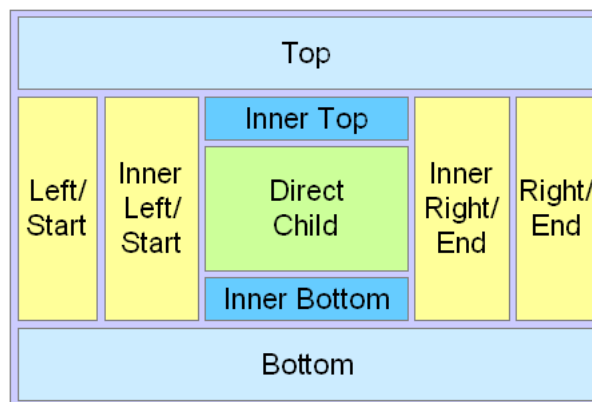 Top
Left/
Start
Inner
Left/
Start
Inner Top
Direct
Child
Inner Bottom
Inner
Right/
End
Right/
End
Bottom